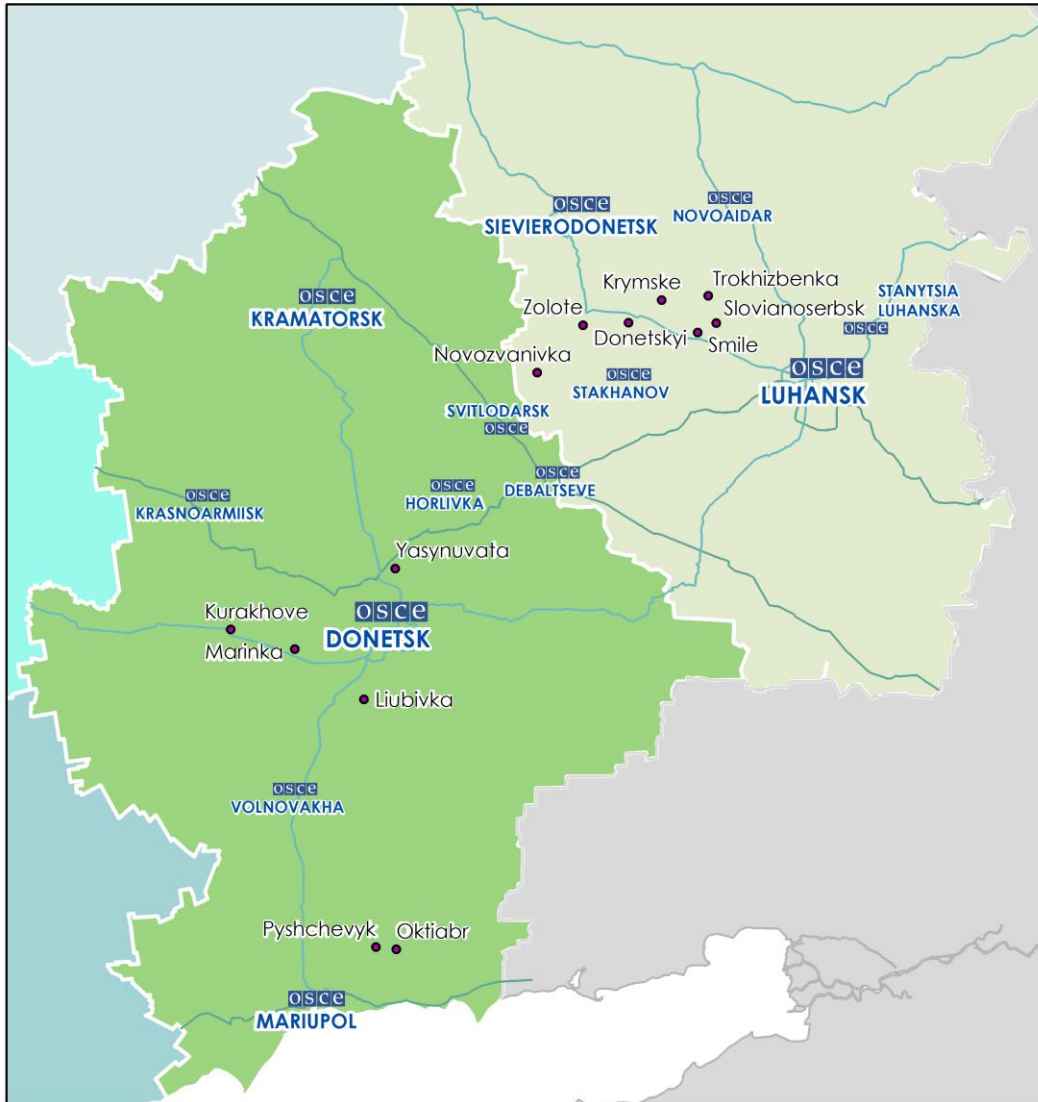 osce
NOVOAIDAR
osce
SIEVIERODONETSK
Krymske
Trokhizbenka
STANYTSIA
LUHANSKA
osce
osce
KRAMATORSK
Zolote
Slovianoserbsk
Donetskyi
Smile
Novozvanivka
osce
STAKHANOV
osce
LUHANSK
SVITLODARSK
osce
osce
DEBALTSEVE
osce
HORLIVKA
osce
KRASNOARMIISK
Yasynuvata
Kurakhove
osce
DONETSK
Marinka
Liubivka
osce
VOLNOVAKHA
Pyshchevyk
Oktiabr
osce
MARIUPOL